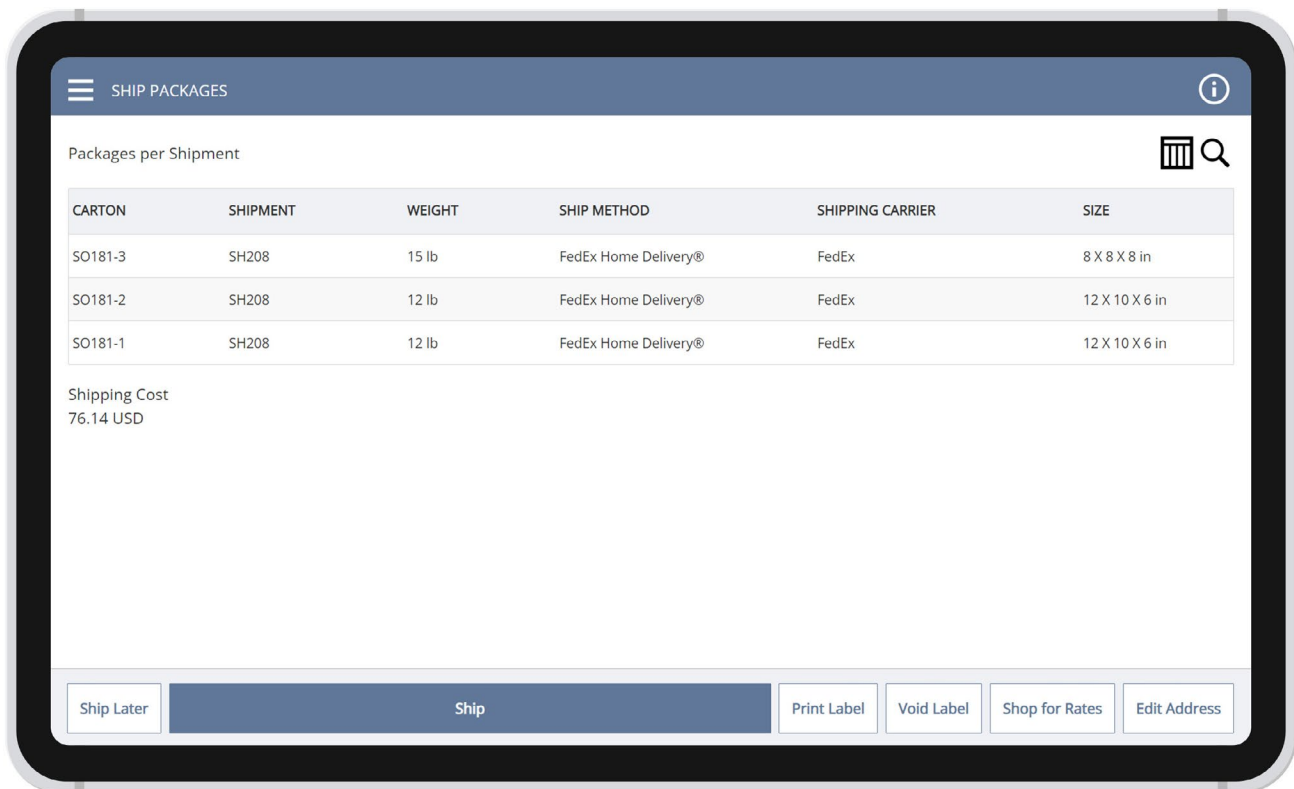 SHIP PACKAGES
Packages per Shipment
CARTON SHIPMENT WEIGHT SHIP METHOD SHIPPING CARRIER SIZE
SO181-3 SH208 15 lb FedEx Home Delivery® FedEx 8 X 8 X 8 in
SO181-2 SH208 12 lb FedEx Home Delivery® FedEx 12 X 10 X 6 in
SO181-1 SH208 12 lb FedEx Home Delivery® FedEx 12 X 10 X 6 in
Shipping Cost
76.14 USD
Ship Later Ship Print Label Void Label Shop for Rates Edit Address